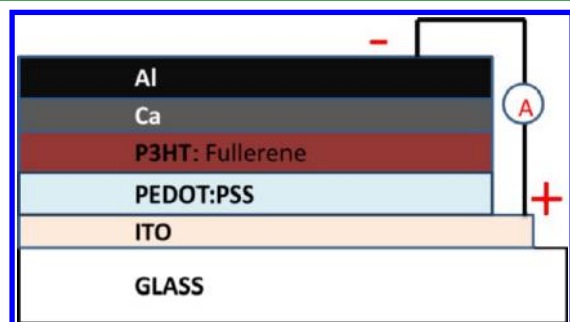 -
Al
Ca
A
P3HT: Fullerene
PEDOT:PSS
+
ITO
GLASS